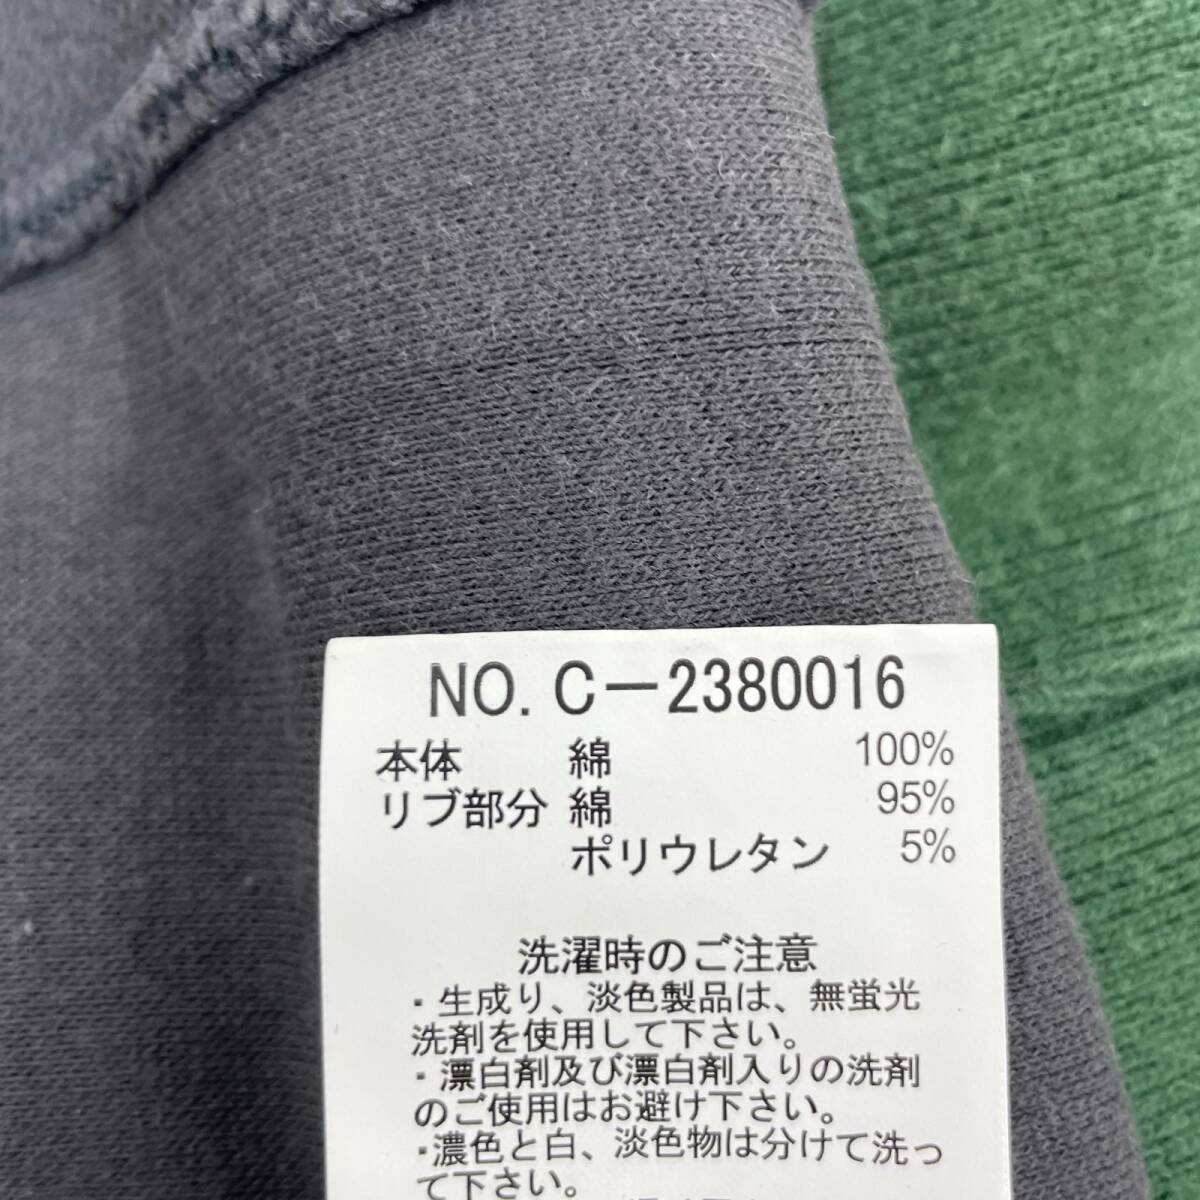 NO. C－2380016
本体 綿 100%
リブ部分 綿 95%
ポリウレタン 5%
洗濯時のご注意
・生成り、淡色製品は、無蛍光
洗剤を使用して下さい。
・漂白剤及び漂白剤入りの洗剤
のご使用はお避け下さい。
・濃色と白、淡色物は分けて洗っ
て下さい。